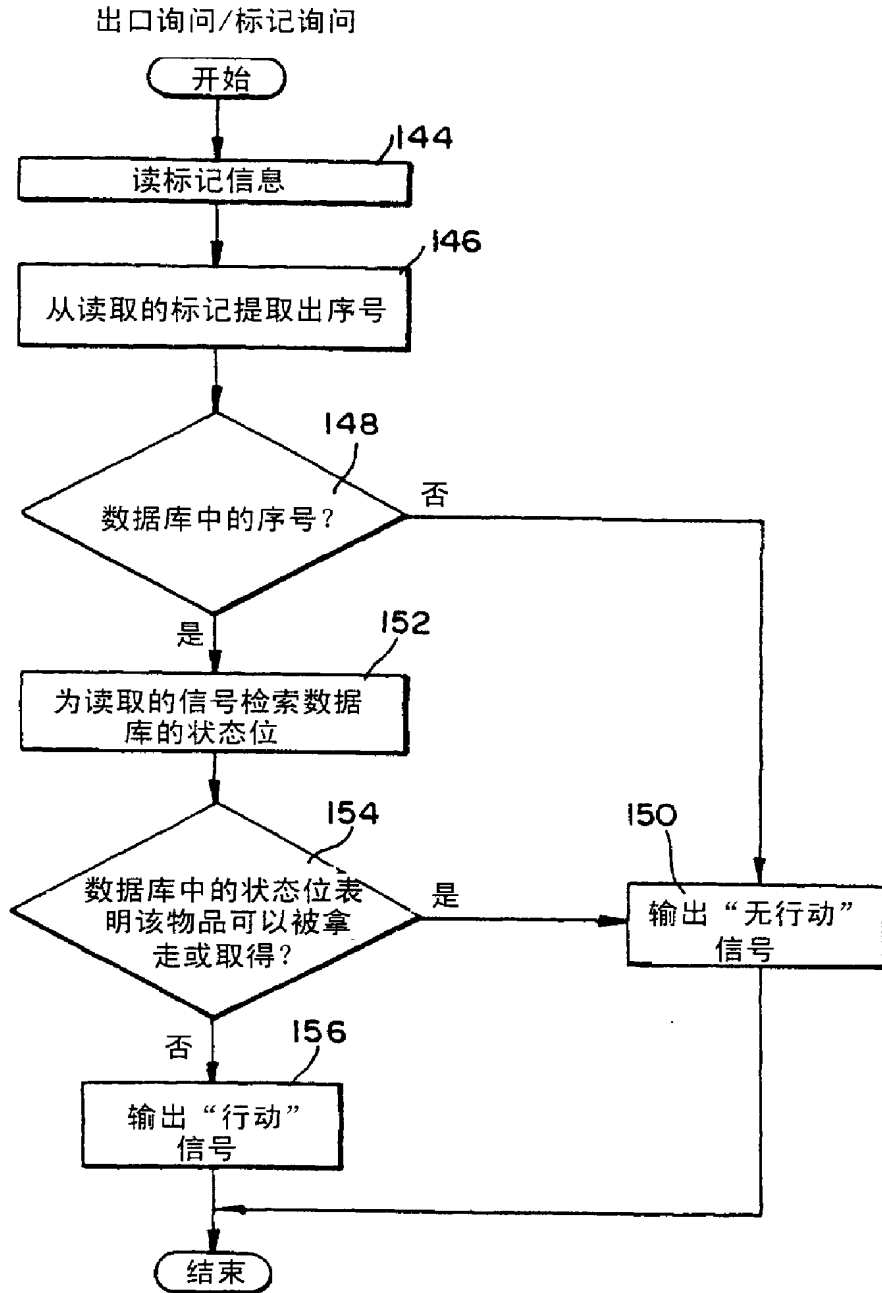 出口询问/标记询问
开始
144
读标记信息
146
从读取的标记提取出序号
148
数据库中的序号?
否
是
152
为读取的信号检索数据
库的状态位
154
数据库中的状态位表
明该物品可以被拿
走或取得?
是
150
输出“无行动”
信号
否
156
输出“行动”
信号
结束